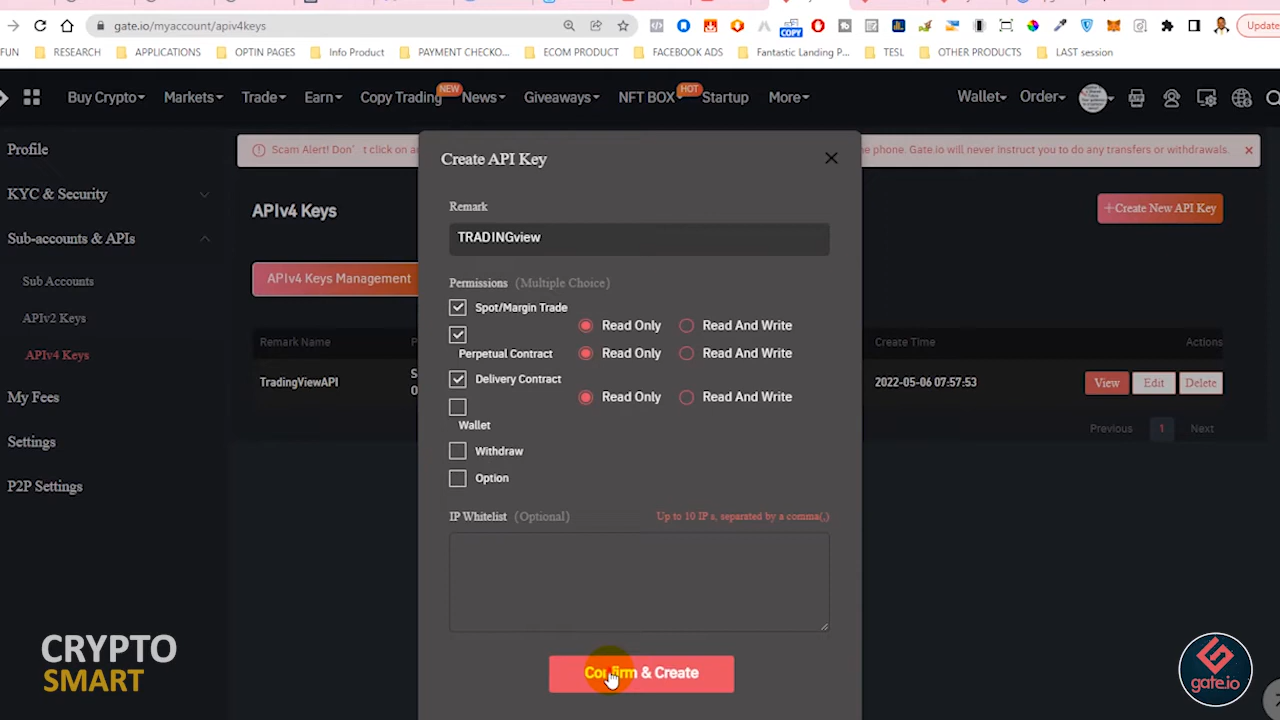 gate.io/myaccount/apiv4keys
COPY
Update
FUN RESEARCH APPLICATIONS OPTIN PAGES Info Product PAYMENT CHECKO... ECOM PRODUCT FACEBOOK ADS Fantastic Landing P... TESL OTHER PRODUCTS LAST session
Buy Crypto Markets Trade Earn Copy Trading NEW News Giveaways NFT BOX HOT Startup More Wallet Order
Scam Alert! Don't click on an
e phone. Gate.io will never instruct you to do any transfers or withdrawals.
Profile
KYC & Security
Sub-accounts & APIs
Sub Accounts
APIv2 Keys
APIv4 Keys
My Fees
Settings
P2P Settings
APIv4 Keys
+Create New API Key
APIv4 Keys Management
Remark Name
P
Create Time
Actions
TradingViewAPI
S
0
2022-05-06 07:57:53
View Edit Delete
Previous 1 Next
Create API Key
Remark
TRADINGview
Permissions (Multiple Choice)
Spot/Margin Trade
Read Only Read And Write
Perpetual Contract Read Only Read And Write
Delivery Contract
Read Only Read And Write
Wallet
Withdraw
Option
IP Whitelist (Optional) Up to 10 IP s, separated by a comma(,)
Confirm & Create
CRYPTO
SMART
gate.io